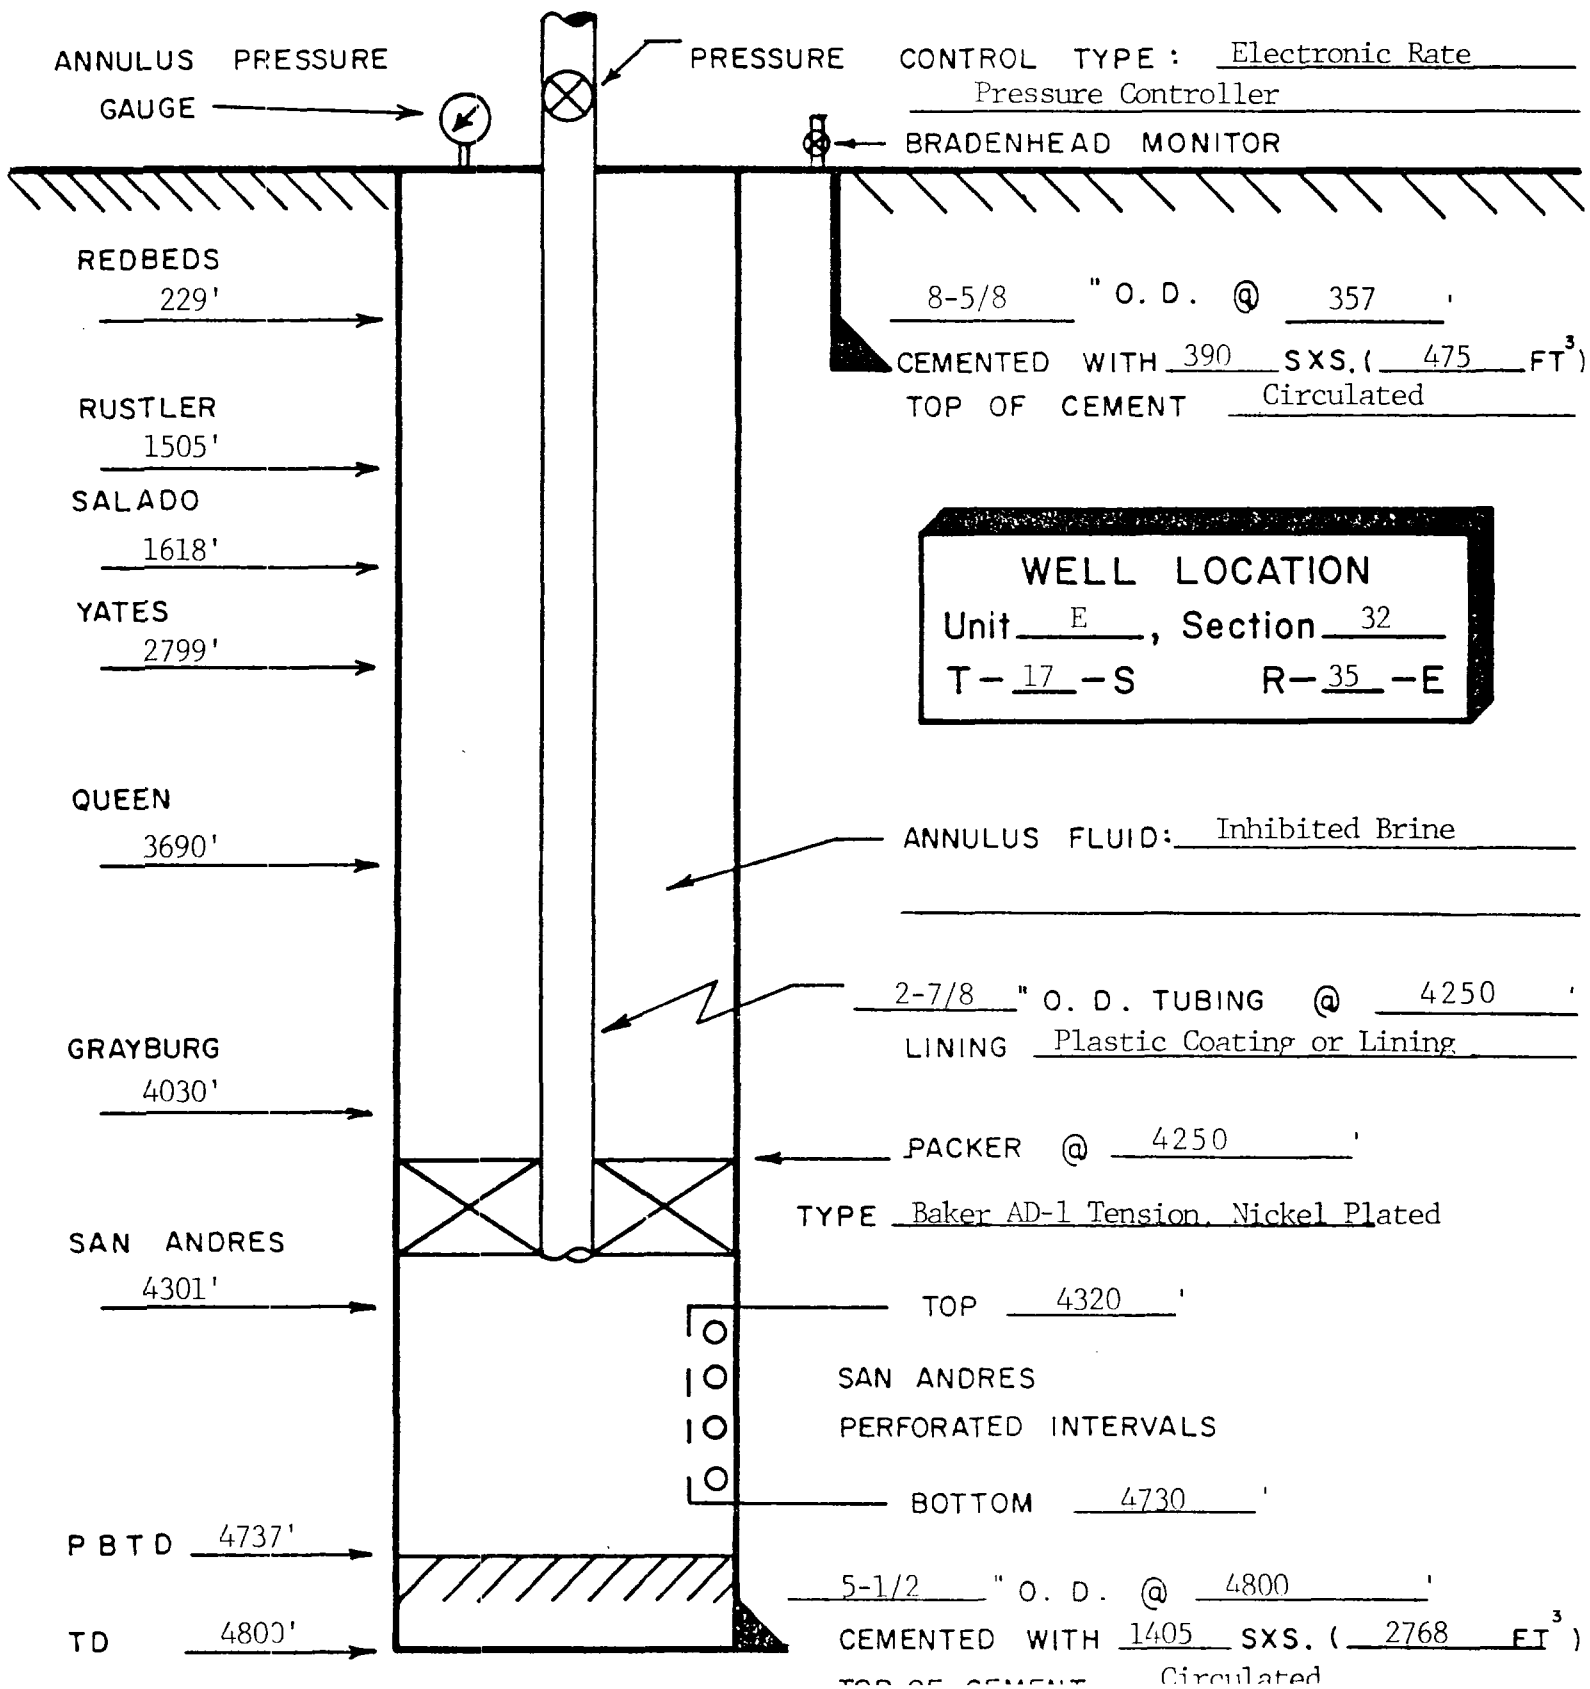 ANNULUS PRESSURE
GAUGE
PRESSURE CONTROL TYPE: Electronic Rate
Pressure Controller
BRADENHEAD MONITOR
REDBEDS
229'
8-5/8 " O. D. @ 357 '
CEMENTED WITH 390 SXS. ( 475 FT³)
TOP OF CEMENT Circulated
RUSTLER
1505'
SALADO
1618'
YATES
2799'
WELL LOCATION
Unit E, Section 32
T-17-S R-35-E
QUEEN
3690'
ANNULUS FLUID: Inhibited Brine
2-7/8 " O. D. TUBING @ 4250 '
LINING Plastic Coating or Lining
GRAYBURG
4030'
PACKER @ 4250 '
TYPE Baker AD-1 Tension, Nickel Plated
SAN ANDRES
4301'
TOP 4320 '
SAN ANDRES
PERFORATED INTERVALS
BOTTOM 4730 '
PBTD 4737'
5-1/2 " O. D. @ 4800 '
TD 4800'
CEMENTED WITH 1405 SXS. ( 2768 FT³)
TOP OF CEMENT Circulated